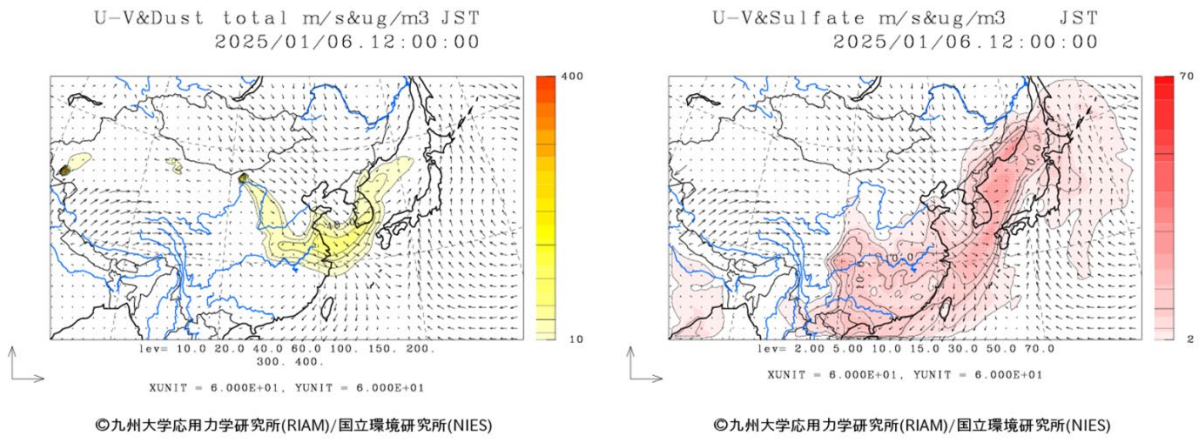 U-V&Dust total m/s&ug/m3 JST
2025/01/06.12:00:00
400
10
lev= 10.0 20.0 40.0 60.0 100. 150. 200.
300. 400.
XUNIT = 6.000E+01, YUNIT = 6.000E+01
©九州大学応用力学研究所(RIAM)/国立環境研究所(NIES)
U-V&Sulfate m/s&ug/m3 JST
2025/01/06.12:00:00
70
2
lev= 2.00 5.00 10.0 15.0 30.0 50.0 70.0
XUNIT = 6.000E+01, YUNIT = 6.000E+01
©九州大学応用力学研究所(RIAM)/国立環境研究所(NIES)